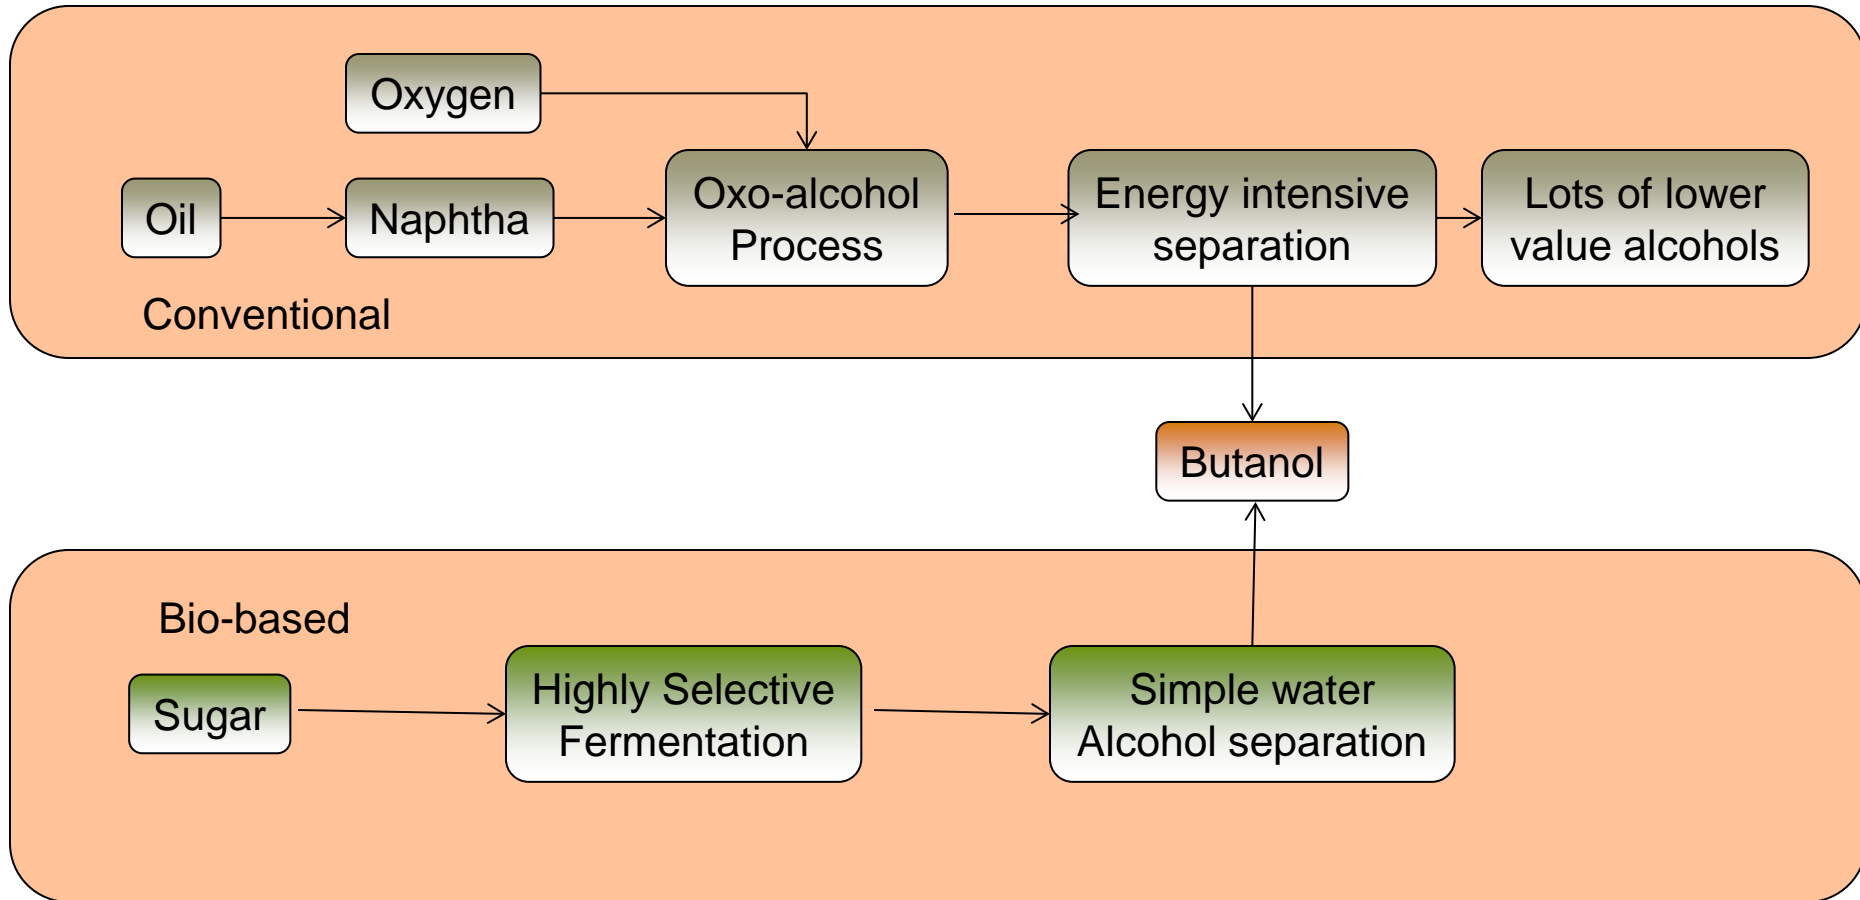 Oxygen
Oil
Naphtha
Oxo-alcohol
Process
Energy intensive
separation
Lots of lower
value alcohols
Conventional
Butanol
Bio-based
Sugar
Highly Selective
Fermentation
Simple water
Alcohol separation